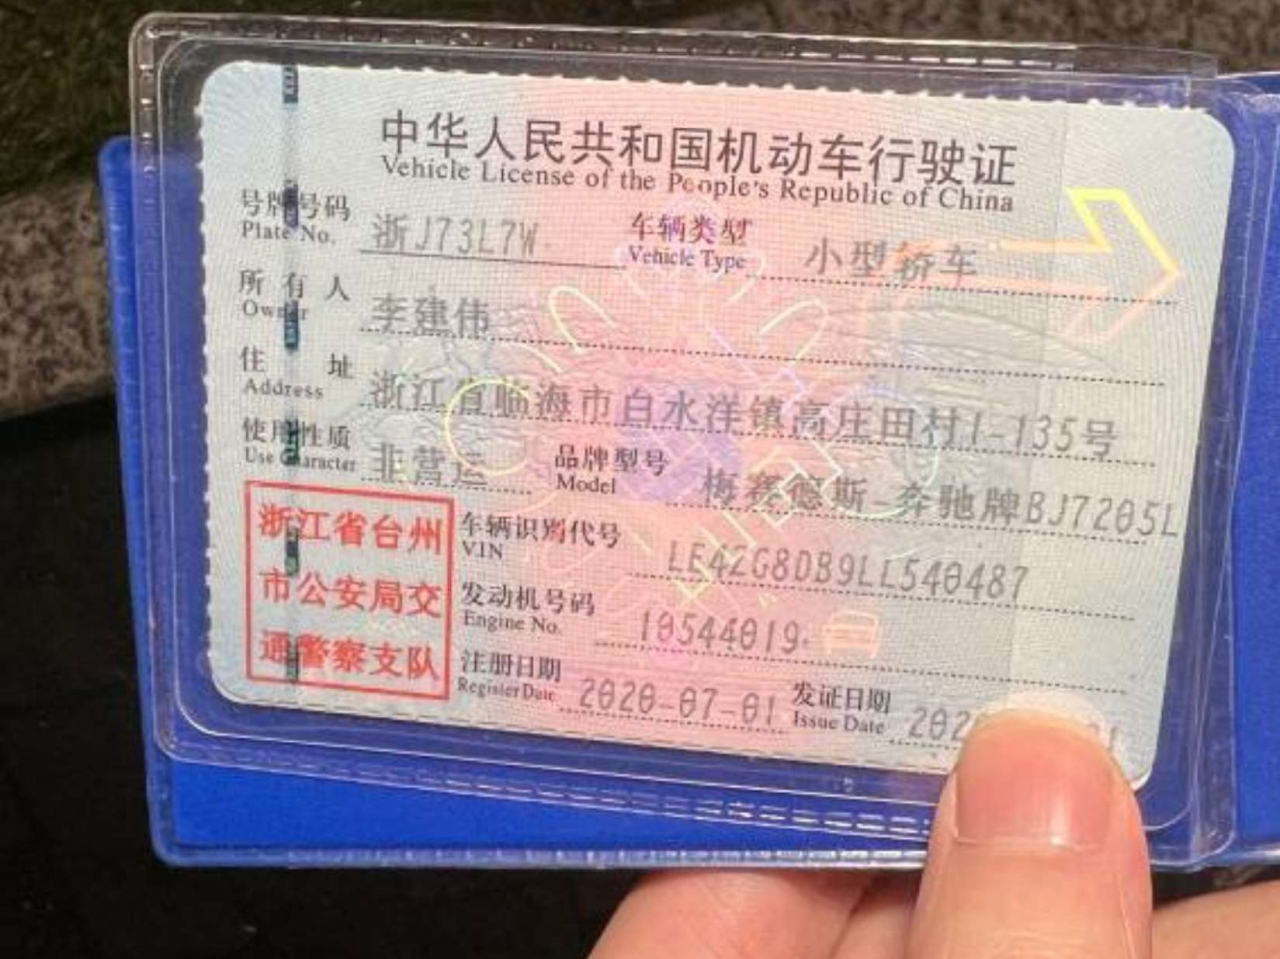 中华人民共和国机动车行驶证
Vehicle License of the People's Republic of China
号牌号码 浙J73L7W 车辆类型 小型轿车
Plate No. Vehicle Type
所有人 李建伟
Owner
住址 浙江省临海市白水洋镇高庄田村1-135号
Address
使用性质 非营运 品牌型号 梅赛德斯-奔驰牌BJ7205L
Use Character Model
浙江省台州
市公安局交
通警察支队
车辆识别代号 LE42G8DB9LL540487
VIN
发动机号码 10544019
Engine No.
注册日期 2020-07-01 发证日期
Register Date Issue Date